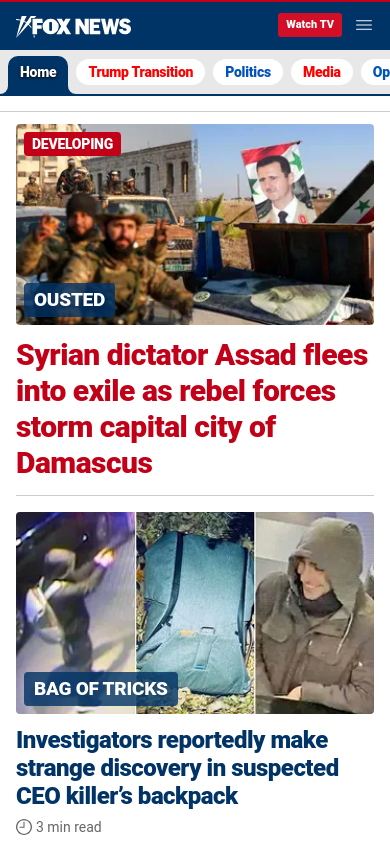 FOX NEWS
Watch TV
Home
Trump Transition
Politics
Media
Op
DEVELOPING
OUSTED
Syrian dictator Assad flees
into exile as rebel forces
storm capital city of
Damascus
BAG OF TRICKS
Investigators reportedly make
strange discovery in suspected
CEO killer’s backpack
3 min read